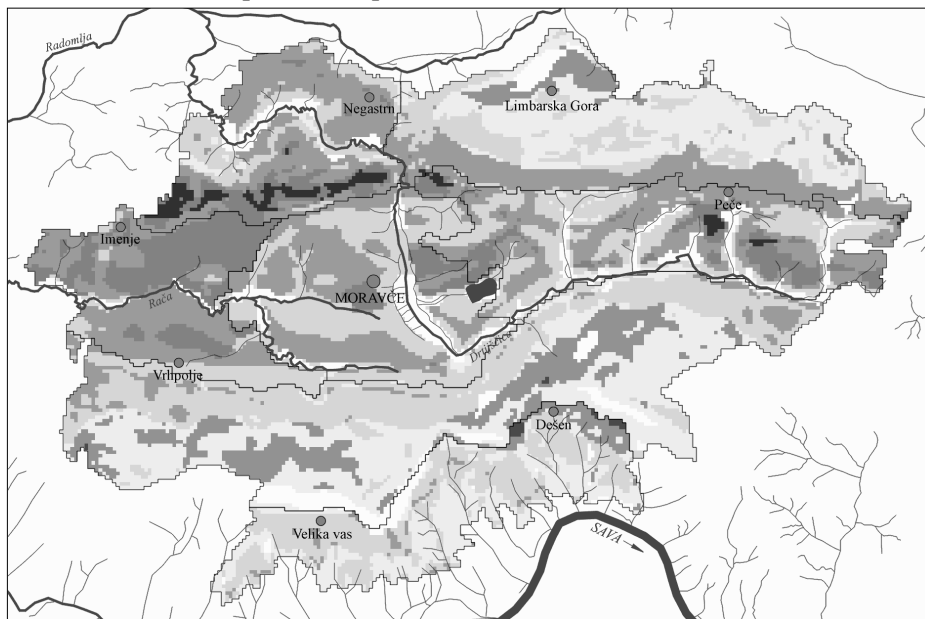 Radomlja
Negastrn
Limbarska Gora
Peče
Imenje
Rača
MORAVČE
Drtijščica
Vrhpolje
Dešen
Velika vas
SAVA